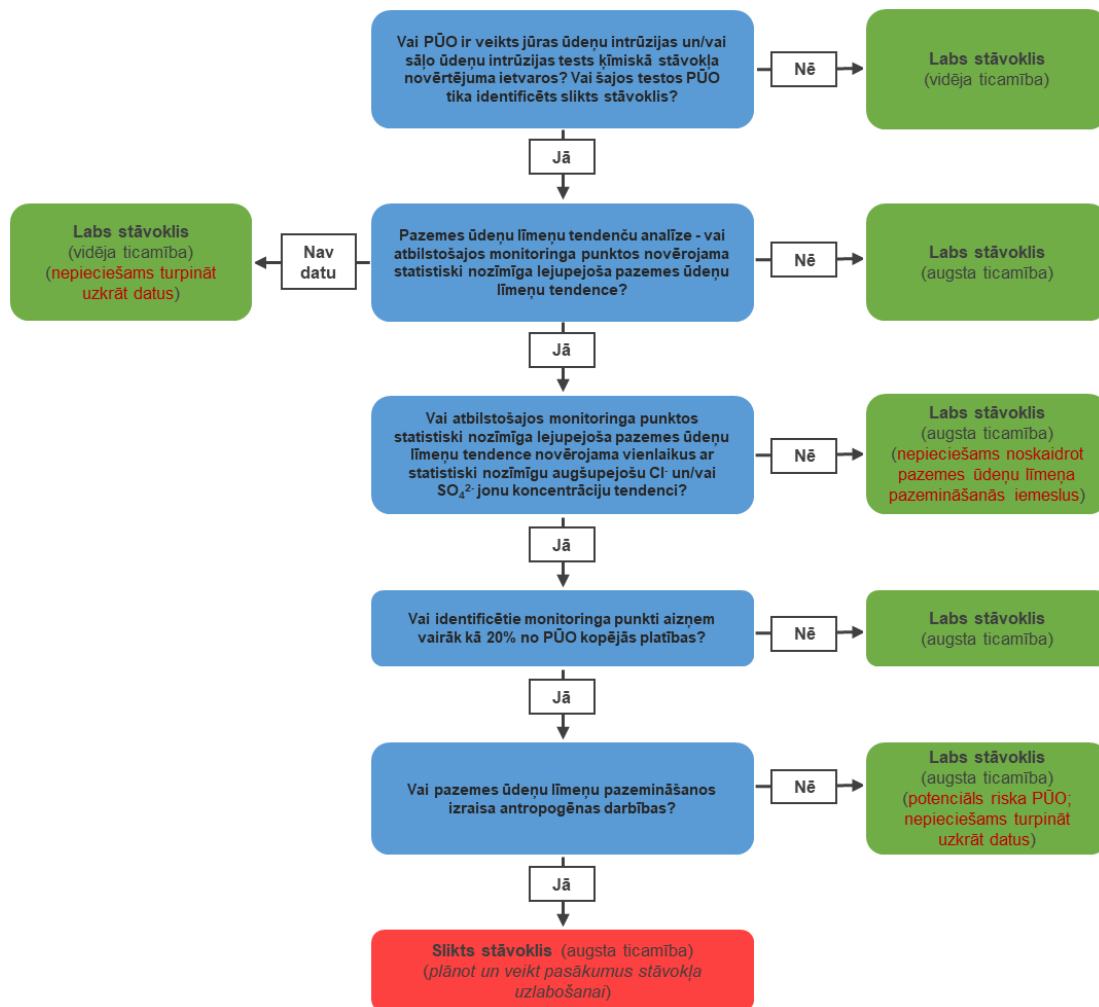 Vai PŪO ir veikts jūras ūdeņu intrūzijas un/vai
sāļo ūdeņu intrūzijas tests ķīmiskā stāvokļa
novērtējuma ietvaros? Vai šajos testos PŪO
tika identificēts slikts stāvoklis?
Nē
Labs stāvoklis
(vidēja ticamība)
Jā
Labs stāvoklis
(vidēja ticamība)
(nepieciešams turpināt
uzkrāt datus)
Nav
datu
Pazemes ūdeņu līmeņu tendenču analīze - vai
atbilstošajos monitoringa punktos novērojama
statistiski nozīmīga lejupejoša pazemes ūdeņu
līmeņu tendence?
Nē
Labs stāvoklis
(augsta ticamība)
Jā
Vai atbilstošajos monitoringa punktos
statistiski nozīmīga lejupejoša pazemes ūdeņu
līmeņu tendence novērojama vienlaikus ar
statistiski nozīmīgu augšupejošu Cl⁻ un/vai
SO₄²⁻ jonu koncentrāciju tendenci?
Nē
Labs stāvoklis
(augsta ticamība)
(nepieciešams noskaidrot
pazemes ūdeņu līmeņa
pazemināšanās iemeslus)
Jā
Vai identificētie monitoringa punkti aizņem
vairāk kā 20% no PŪO kopējās platības?
Nē
Labs stāvoklis
(augsta ticamība)
Jā
Vai pazemes ūdeņu līmeņu pazemināšanos
izraisa antropogēnas darbības?
Nē
Labs stāvoklis
(augsta ticamība)
(potenciāls riska PŪO;
nepieciešams turpināt
uzkrāt datus)
Jā
Slikts stāvoklis (augsta ticamība)
(plānot un veikt pasākumus stāvokļa
uzlabošanai)